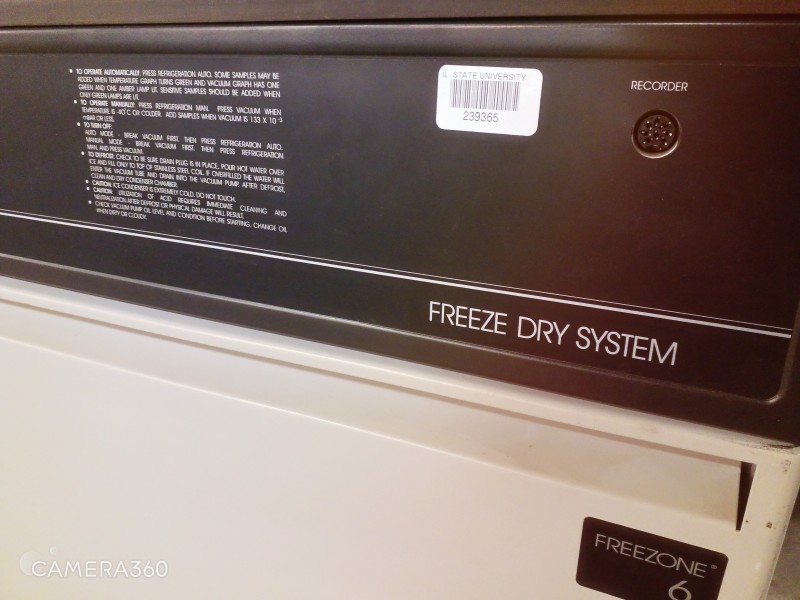 • TO OPERATE AUTOMATICALLY: PRESS REFRIGERATION AUTO. SOME SAMPLES MAY BE
ADDED WHEN TEMPERATURE GRAPH TURNS GREEN AND VACUUM GRAPH HAS ONE
GREEN AND ONE AMBER LAMP LIT. SENSITIVE SAMPLES SHOULD BE ADDED WHEN
ONLY GREEN LAMPS ARE LIT.
• TO OPERATE MANUALLY: PRESS REFRIGERATION MAN. PRESS VACUUM WHEN
TEMPERATURE IS -40°C OR COLDER. ADD SAMPLES WHEN VACUUM IS 133 X 10⁻³
mBAR OR LESS.
• TO TURN OFF:
AUTO MODE - BREAK VACUUM FIRST, THEN PRESS REFRIGERATION AUTO.
MANUAL MODE - BREAK VACUUM FIRST, THEN PRESS REFRIGERATION
MAN. AND PRESS VACUUM.
• TO DEFROST: CHECK TO BE SURE DRAIN PLUG IS IN PLACE. POUR HOT WATER OVER
ICE AND FILL ONLY TO TOP OF STAINLESS STEEL COIL. IF OVERFILLED THE WATER WILL
ENTER THE VACUUM TUBE AND DRAIN INTO THE VACUUM PUMP. AFTER DEFROST,
CLEAN AND DRY CONDENSER CHAMBER.
• CAUTION: ICE CONDENSER IS EXTREMELY COLD. DO NOT TOUCH.
• CAUTION: UTILIZATION OF ACID REQUIRES IMMEDIATE CLEANING AND
NEUTRALIZATION AFTER DEFROST OR PHYSICAL DAMAGE WILL RESULT.
• CHECK VACUUM PUMP OIL LEVEL AND CONDITION BEFORE STARTING. CHANGE OIL
WHEN DIRTY OR CLOUDY.
IL. STATE UNIVERSITY
239365
RECORDER
FREEZE DRY SYSTEM
FREEZONE®
6
CAMERA360